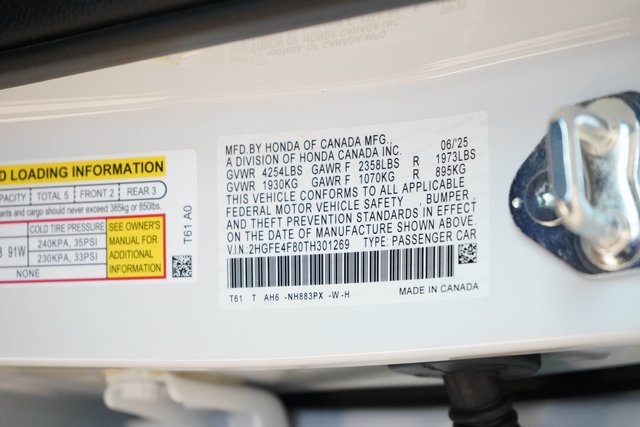 D LOADING INFORMATION
PACITY TOTAL 5 FRONT 2 REAR 3
ants and cargo should never exceed 385kg or 850lbs.
COLD TIRE PRESSURE
SEE OWNER'S
MANUAL FOR
ADDITIONAL
INFORMATION
91W
240KPA, 35PSI
230KPA, 33PSI
NONE
T61 A0
MFD.BY HONDA OF CANADA MFG., 06/'25
A DIVISION OF HONDA CANADA INC.
GVWR 4254LBS GAWR F 2358LBS R 1973LBS
GVWR 1930KG GAWR F 1070KG R 895KG
THIS VEHICLE CONFORMS TO ALL APPLICABLE
FEDERAL MOTOR VEHICLE SAFETY , BUMPER,
AND THEFT PREVENTION STANDARDS IN EFFECT
ON THE DATE OF MANUFACTURE SHOWN ABOVE
V.I.N. 2HGFE4F80TH301269 TYPE: PASSENGER CAR
T61 T AH6 -NH883PX -W-H MADE IN CANADA